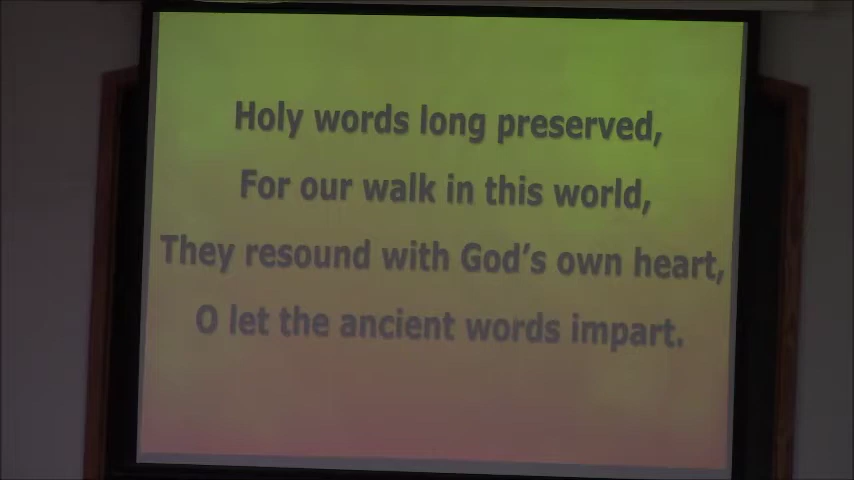 Holy words long preserved,
For our walk in this world,
They resound with God's own heart,
O let the ancient words impart.